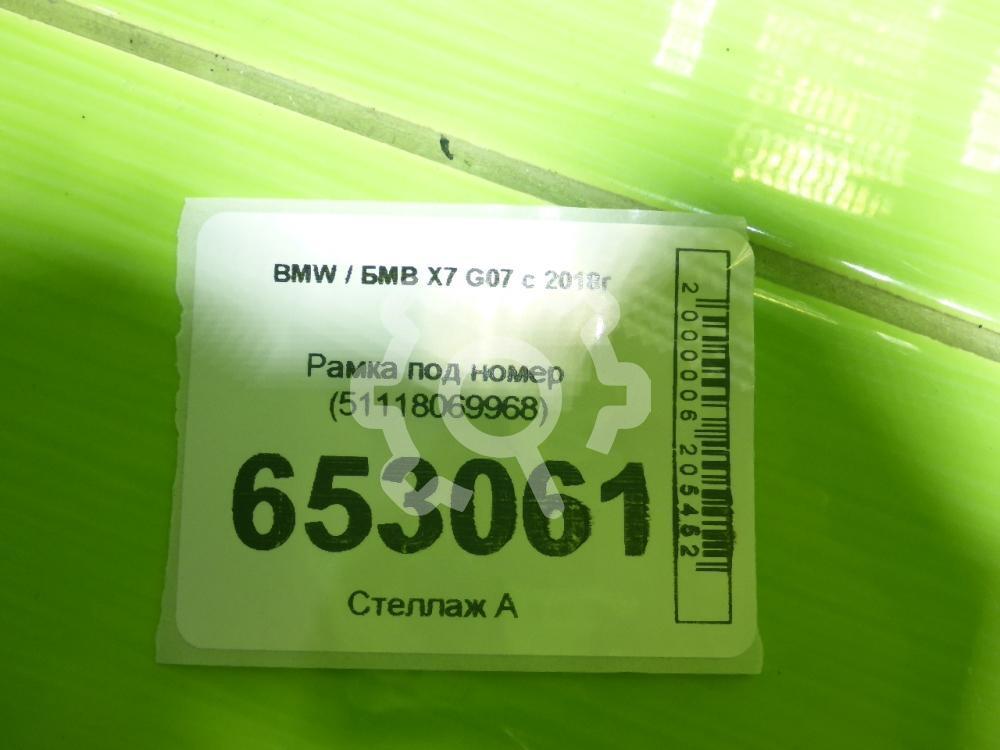 BMW / БМВ X7 G07 с 2018г
Рамка под номер
(51118069968)
653061
Стеллаж А
2000006205452